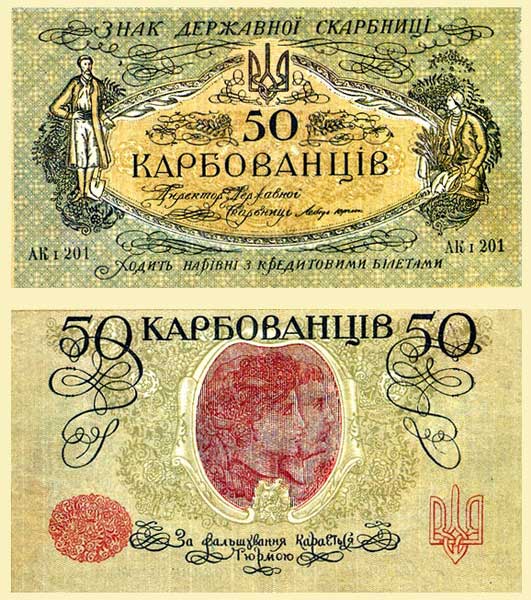 ЗНАК ДЕРЖАВНОЇ СКАРБНИЦІ
50
КАРБОВАНЦІВ
Директор Державної
Скарбниці
АК І 201
АК І 201
Ходить нарівні з кредитовими білетами
50 КАРБОВАНЦІВ 50
За фальшування карається
тюрмою